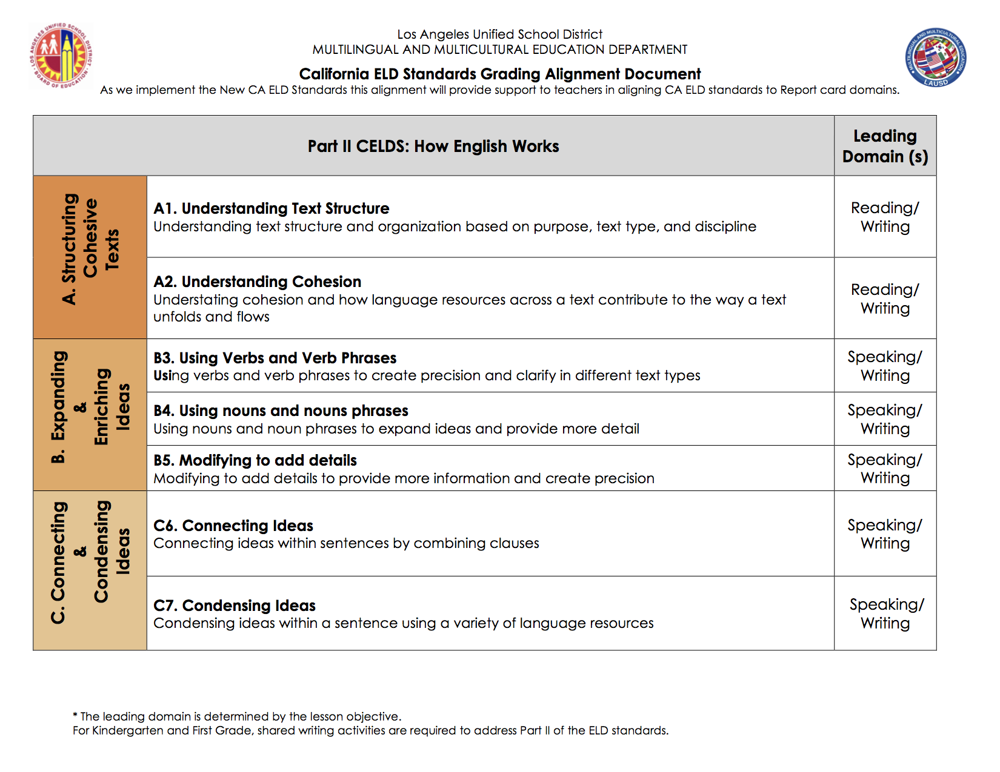 LOS ANGELES UNIFIED SCHOOL DISTRICT
BOARD OF EDUCATION
MULTILINGUAL AND MULTICULTURAL EDUCATION
LAUSD
Los Angeles Unified School District
MULTILINGUAL AND MULTICULTURAL EDUCATION DEPARTMENT
California ELD Standards Grading Alignment Document
As we implement the New CA ELD Standards this alignment will provide support to teachers in aligning CA ELD standards to Report card domains.
Part II CELDS: How English Works
Leading
Domain (s)
A. Structuring
Cohesive
Texts
A1. Understanding Text Structure
Understanding text structure and organization based on purpose, text type, and discipline
Reading/
Writing
A2. Understanding Cohesion
Understating cohesion and how language resources across a text contribute to the way a text
unfolds and flows
Reading/
Writing
B. Expanding
&
Enriching
Ideas
B3. Using Verbs and Verb Phrases
Using verbs and verb phrases to create precision and clarify in different text types
Speaking/
Writing
B4. Using nouns and nouns phrases
Using nouns and noun phrases to expand ideas and provide more detail
Speaking/
Writing
B5. Modifying to add details
Modifying to add details to provide more information and create precision
Speaking/
Writing
C. Connecting
&
Condensing
Ideas
C6. Connecting Ideas
Connecting ideas within sentences by combining clauses
Speaking/
Writing
C7. Condensing Ideas
Condensing ideas within a sentence using a variety of language resources
Speaking/
Writing
* The leading domain is determined by the lesson objective.
For Kindergarten and First Grade, shared writing activities are required to address Part II of the ELD standards.